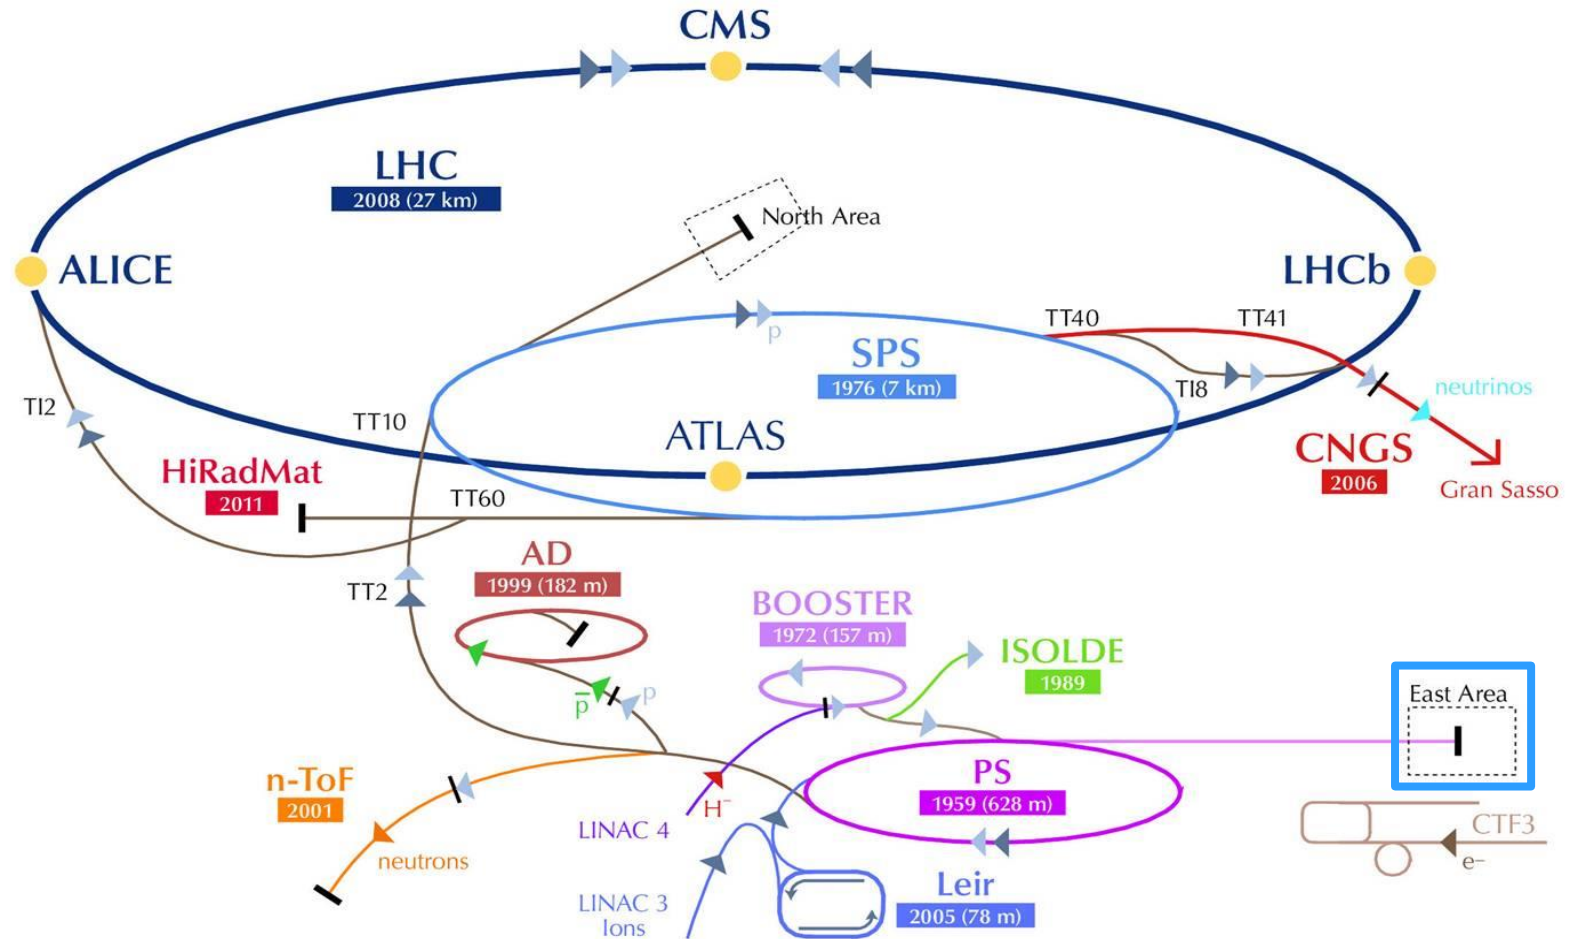 CMS
LHC
2008 (27 km)
North Area
ALICE
LHCb
TT40
TT41
p
SPS
1976 (7 km)
TI8
neutrinos
TI2
TT10
ATLAS
CNGS
2006
Gran Sasso
HiRadMat
2011
TT60
AD
1999 (182 m)
TT2
BOOSTER
1972 (157 m)
ISOLDE
1989
East Area
p̅
p
n-ToF
2001
PS
1959 (628 m)
H⁻
LINAC 4
CTF3
e⁻
neutrons
Leir
2005 (78 m)
LINAC 3
Ions